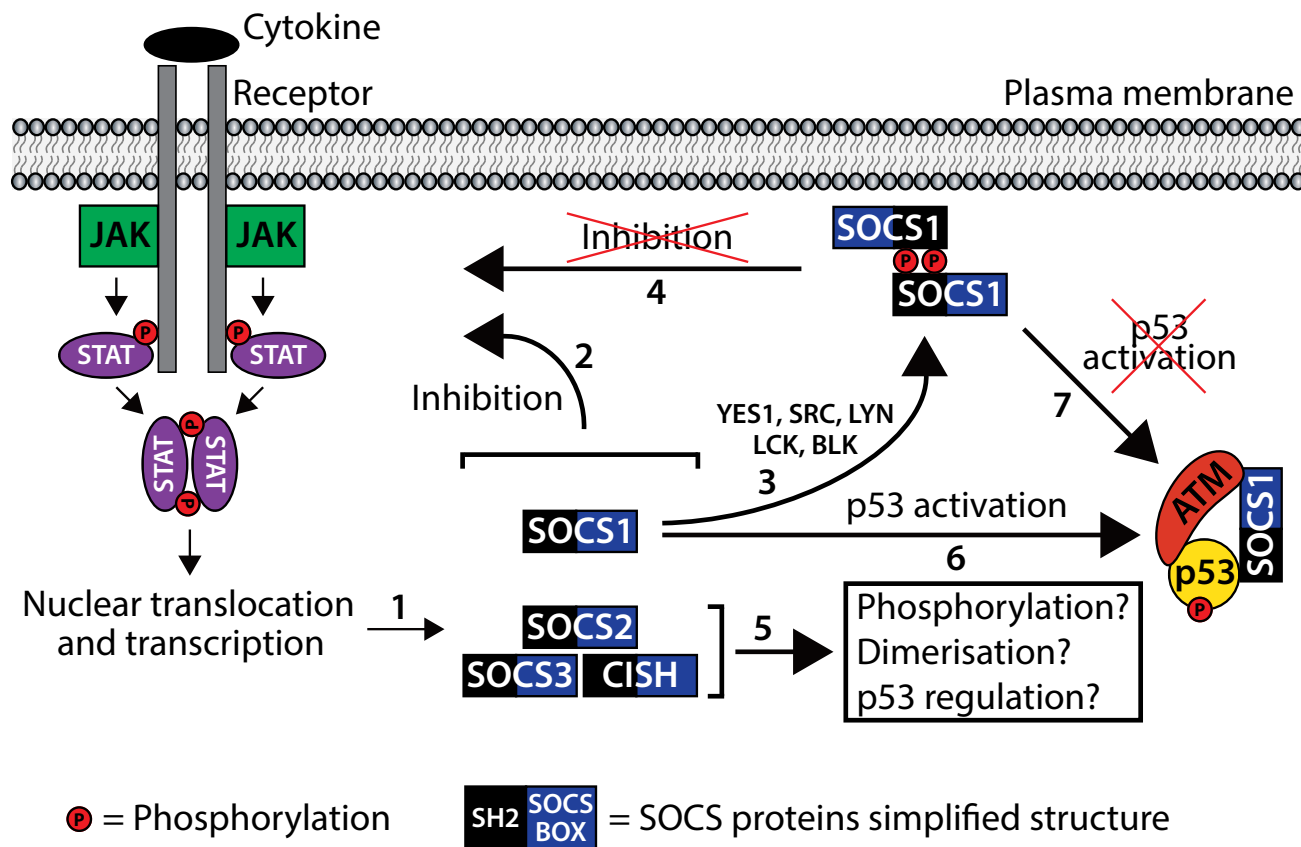 Cytokine
Receptor
Plasma membrane
JAK
JAK
P
STAT
P
STAT
P
STAT
STAT
P
Nuclear translocation
and transcription
1
Inhibition
2
Inhibition
4
SOCS1
P P
SOCS1
YES1, SRC, LYN
LCK, BLK
3
p53
activation
7
SOCS1
p53 activation
6
ATM
SOCS1
p53
P
SOCS2
SOCS3
CISH
5
Phosphorylation?
Dimerisation?
p53 regulation?
P = Phosphorylation
SH2
SOCS
BOX
= SOCS proteins simplified structure